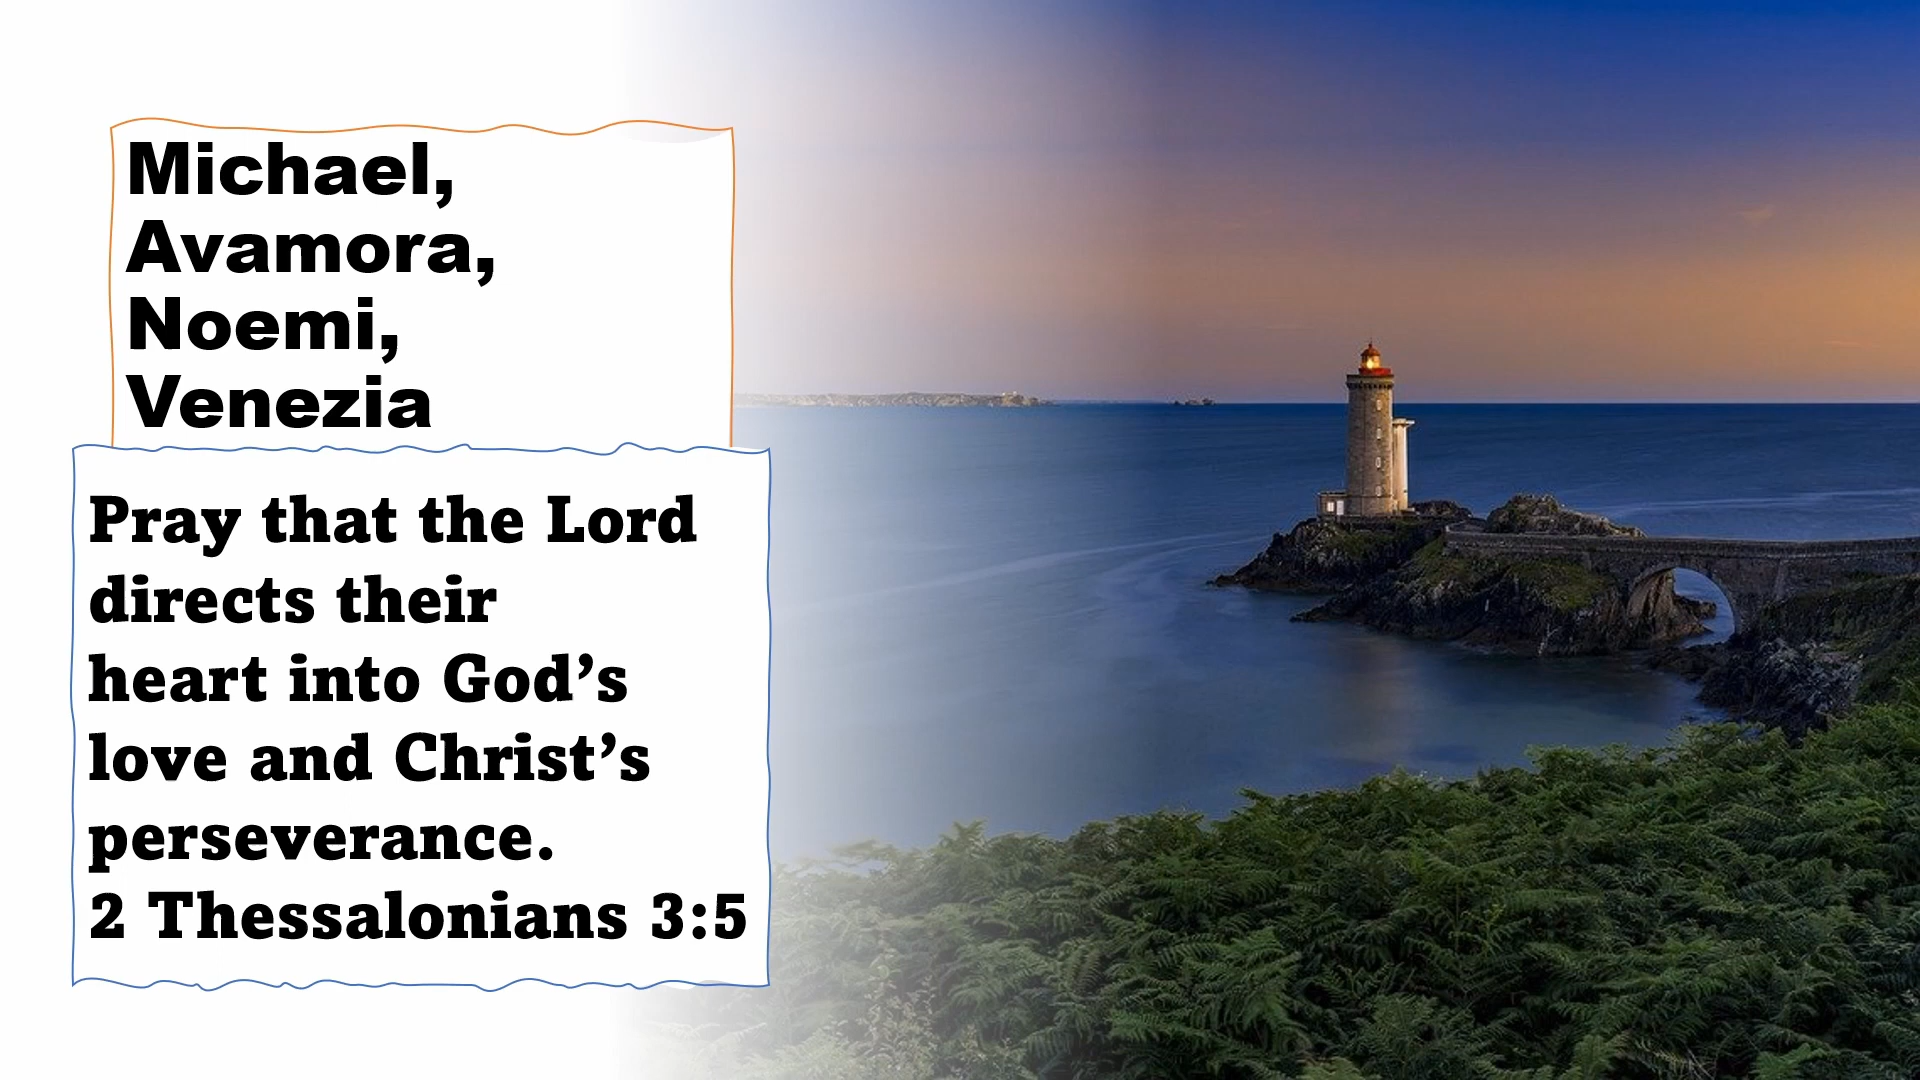 Michael,
Avamora,
Noemi,
Venezia
Pray that the Lord
directs their
heart into God’s
love and Christ’s
perseverance.
2 Thessalonians 3:5